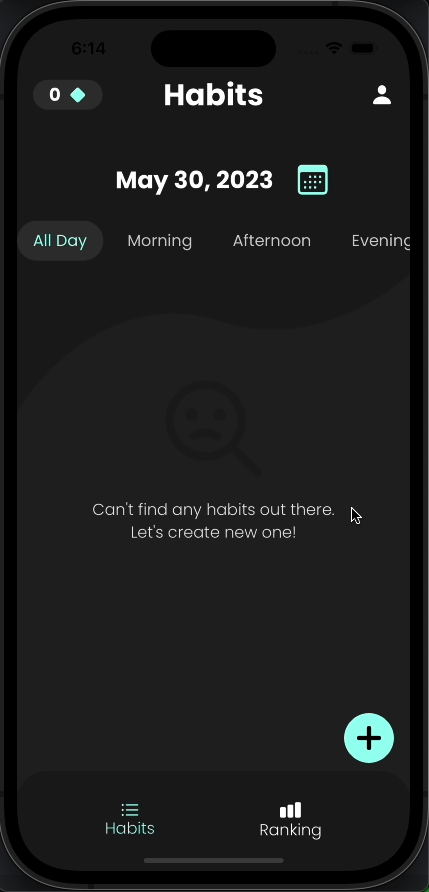 6:14
0
Habits
May 30, 2023
All Day
Morning
Afternoon
Evening
Can't find any habits out there.
Let's create new one!
Habits
Ranking